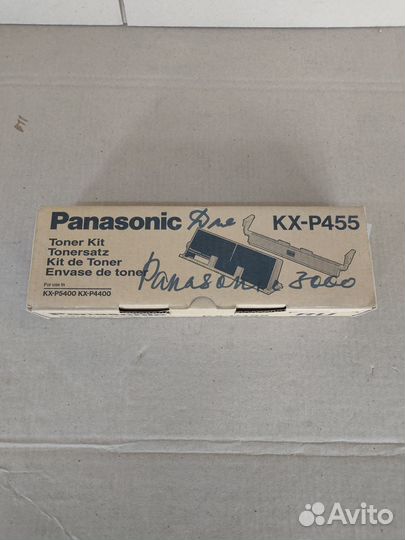 Panasonic Для KX-P455
Toner Kit
Tonersatz
Kit de Toner
Envase de toner
For use in
KX-P5400 KX-P4400
Panasonic 3000
Avito